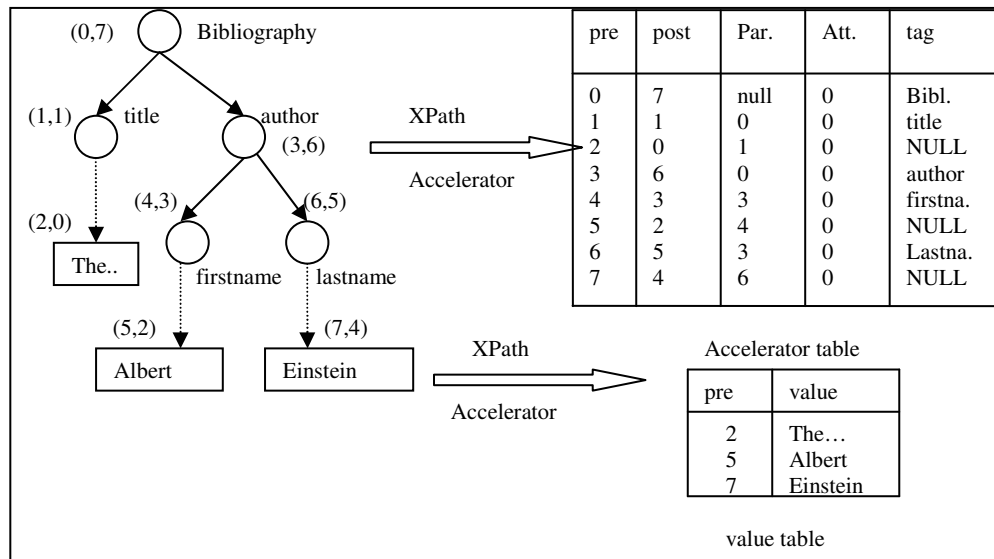 (0,7) Bibliography
(1,1) title
author
(3,6)
(4,3) (6,5)
(2,0)
The..
firstname lastname
(5,2) (7,4)
Albert Einstein
XPath
Accelerator
XPath
Accelerator
pre post Par. Att. tag
0 7 null 0 Bibl.
1 1 0 0 title
2 0 1 0 NULL
3 6 0 0 author
4 3 3 0 firstna.
5 2 4 0 NULL
6 5 3 0 Lastna.
7 4 6 0 NULL
Accelerator table
pre value
2 The…
5 Albert
7 Einstein
value table